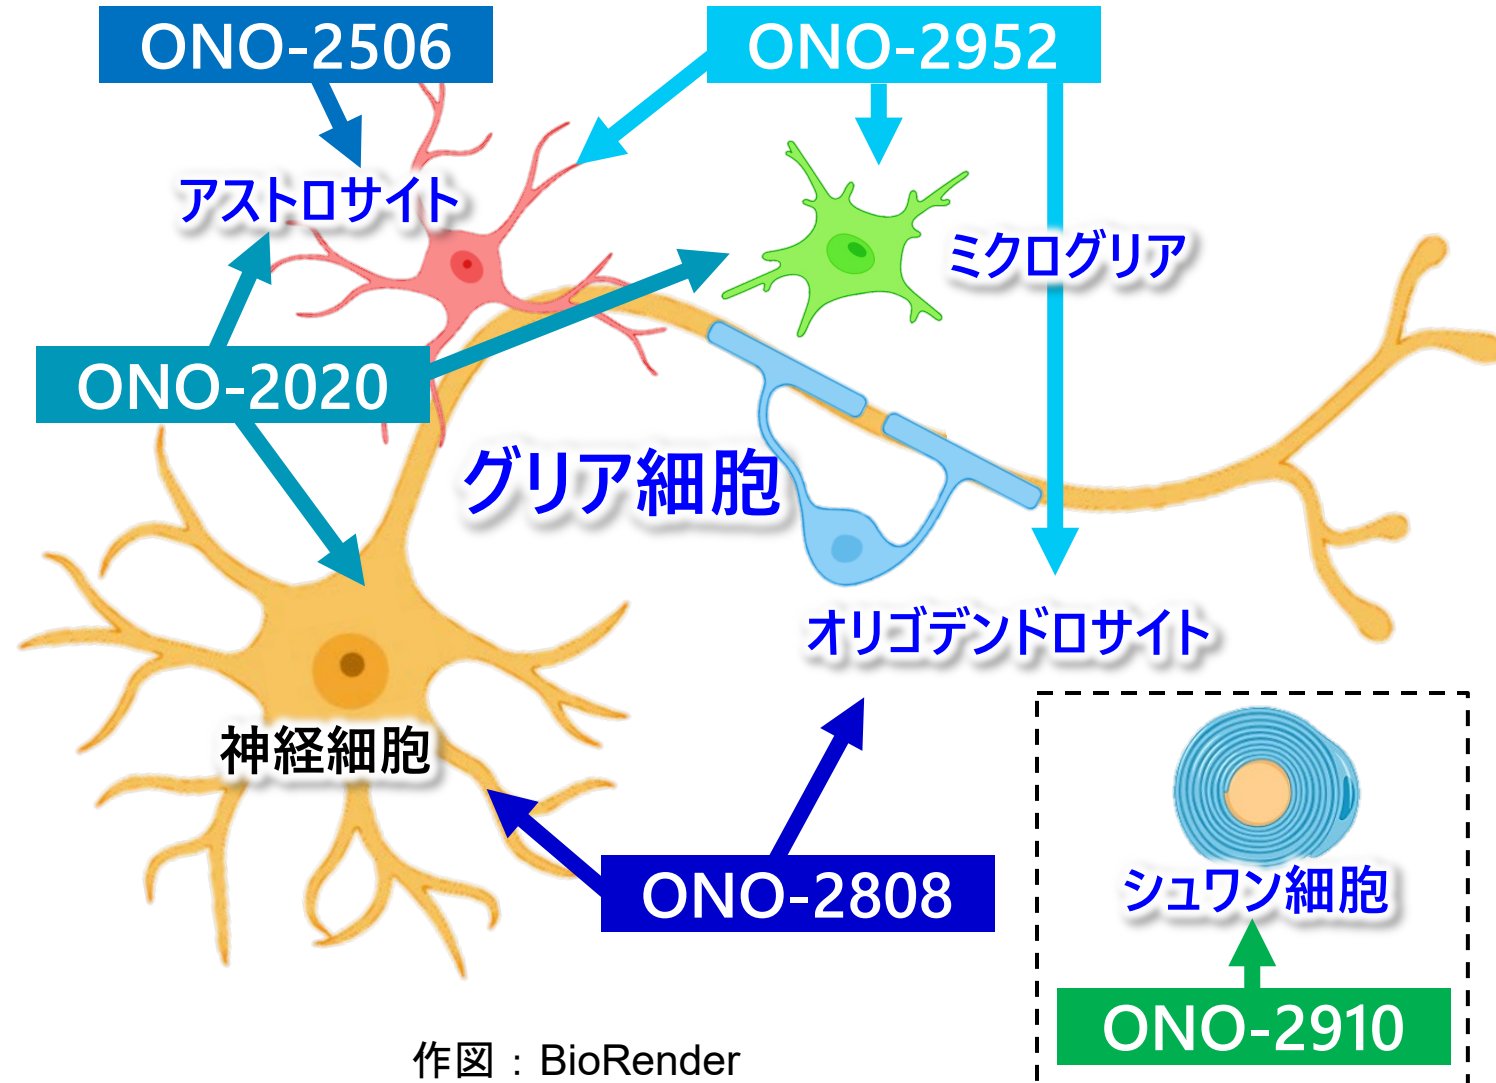 ONO-2506
ONO-2952
アストロサイト
ミクログリア
ONO-2020
グリア細胞
オリゴデンドロサイト
神経細胞
ONO-2808
シュワン細胞
ONO-2910
作図：BioRender